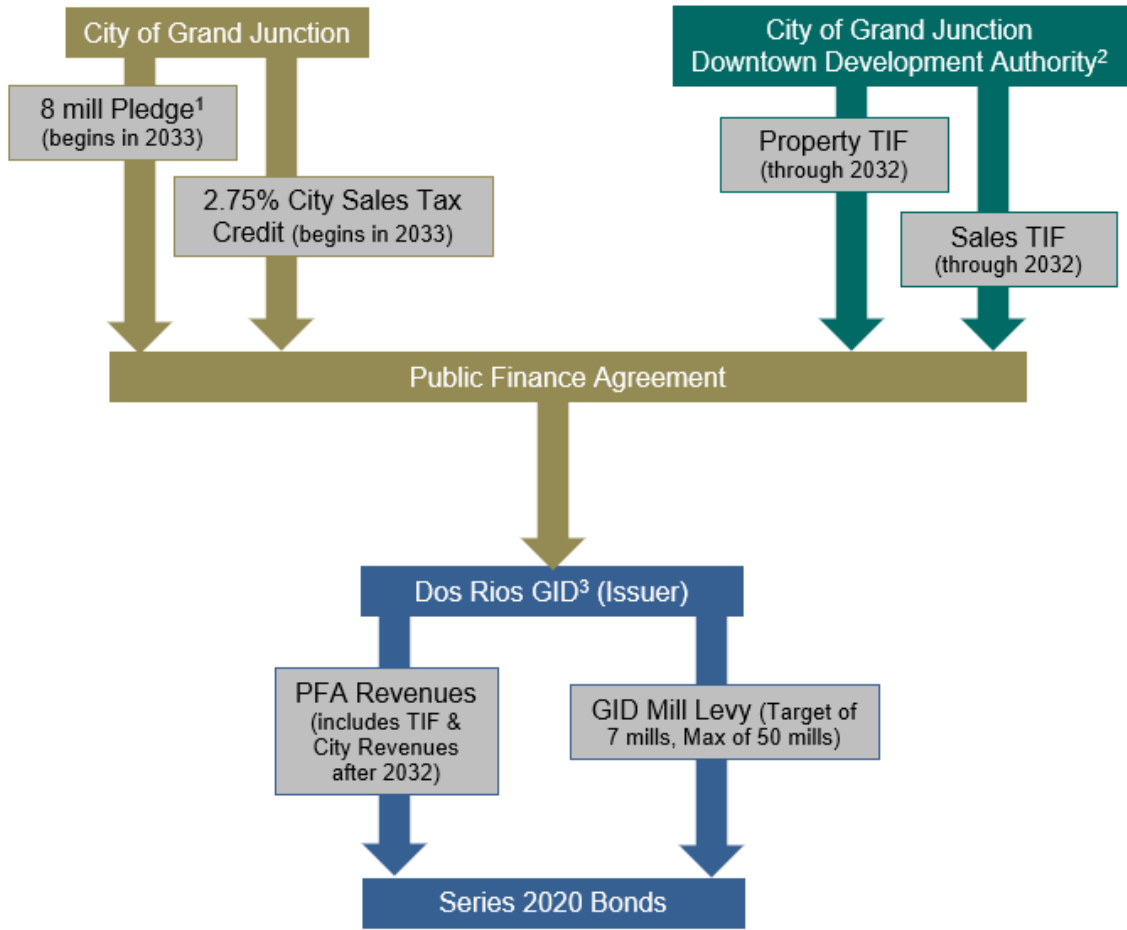 City of Grand Junction
City of Grand Junction
Downtown Development Authority²
8 mill Pledge¹
(begins in 2033)
Property TIF
(through 2032)
2.75% City Sales Tax
Credit (begins in 2033)
Sales TIF
(through 2032)
Public Finance Agreement
Dos Rios GID³ (Issuer)
PFA Revenues
(includes TIF &
City Revenues
after 2032)
GID Mill Levy (Target of
7 mills, Max of 50 mills)
Series 2020 Bonds